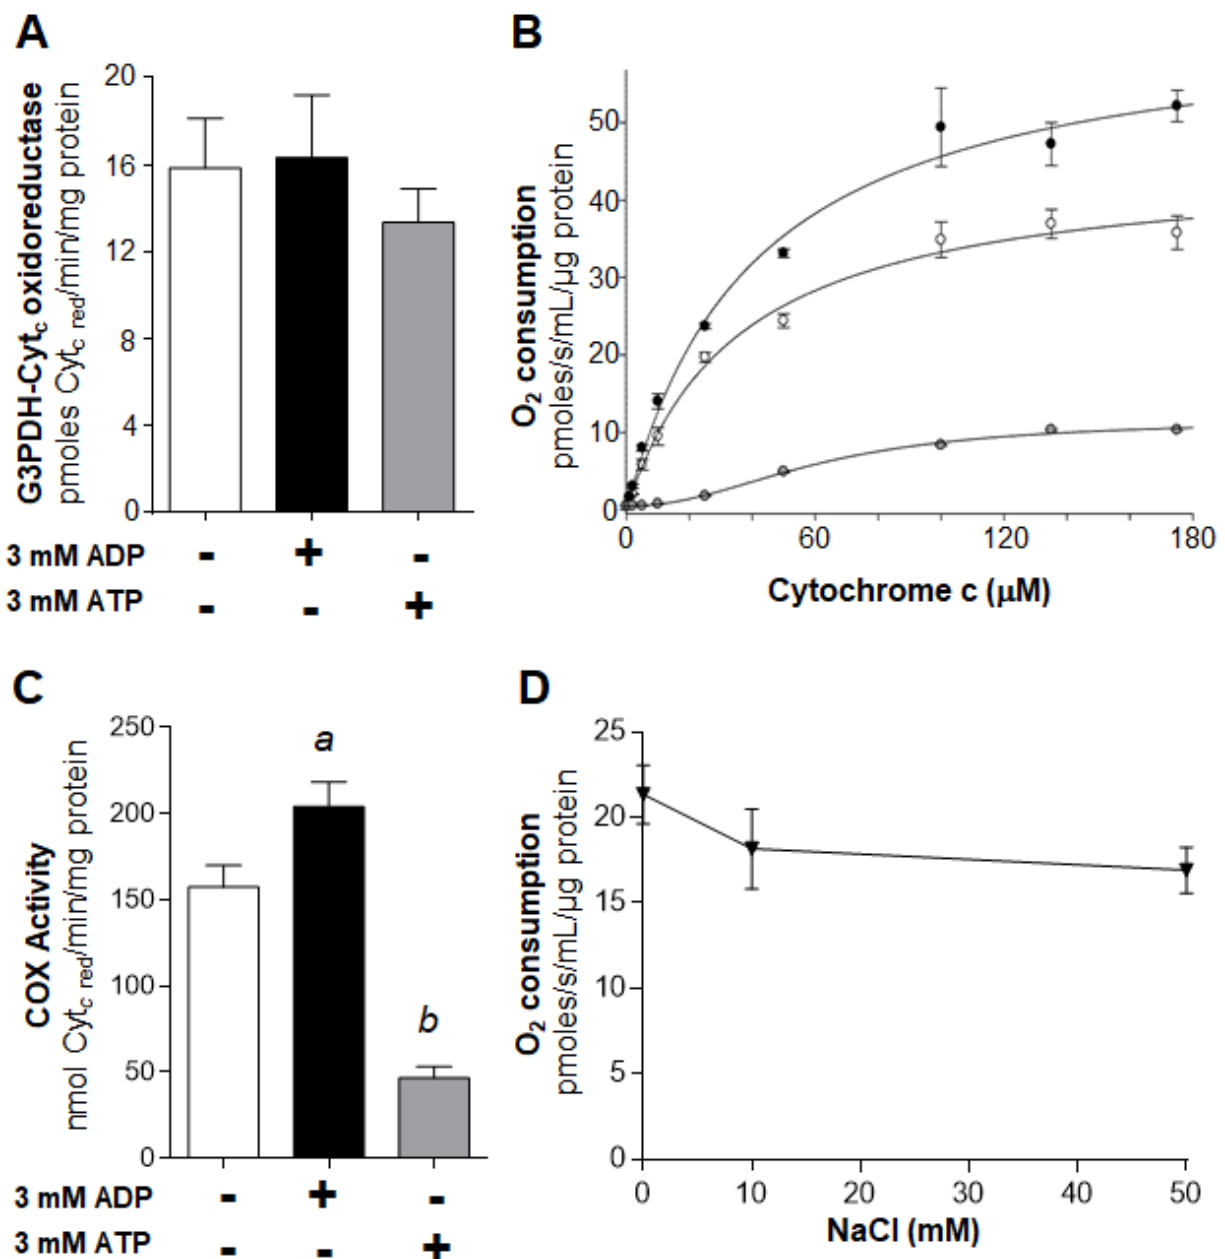 A
G3PDH-Cytc oxidoreductase
pmoles Cytc red/min/mg protein
20
16
12
8
4
0
3 mM ADP - + -
3 mM ATP - - +
B
O2 consumption
pmoles/s/mL/µg protein
50
40
30
20
10
0
0 60 120 180
Cytochrome c (µM)
C
COX Activity
nmol Cytc red/min/mg protein
250
200
150
100
50
0
a
b
3 mM ADP - + -
3 mM ATP - - +
D
O2 consumption
pmoles/s/mL/µg protein
25
20
15
10
5
0
0 10 20 30 40 50
NaCl (mM)